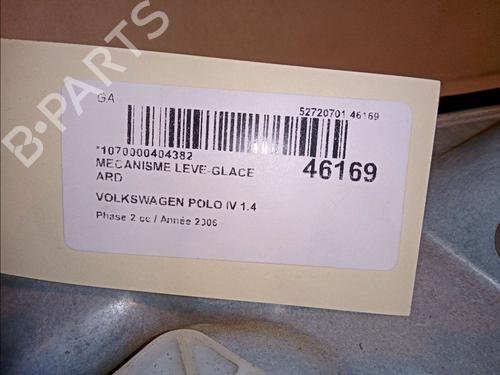 GA
52720701 46169
*1070000404382
46169
MECANISME LEVE-GLACE
ARD
VOLKSWAGEN POLO IV 1.4
Phase 2 cc / Année 2006
B-PARTS